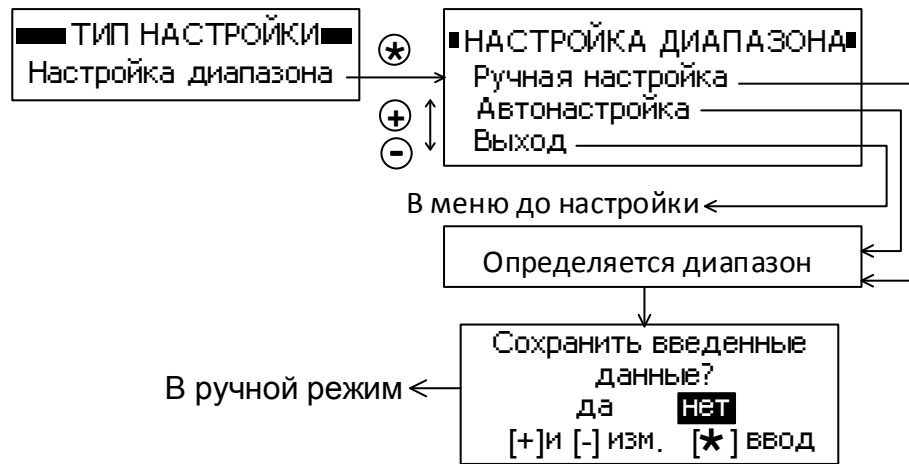 ТИП НАСТРОЙКИ
Настройка диапазона
НАСТРОЙКА ДИАПАЗОНА
Ручная настройка
Автонастройка
Выход
В меню до настройки
Определяется диапазон
Сохранить введенные
данные?
да нет
[+]и [-] изм. [★] ввод
В ручной режим